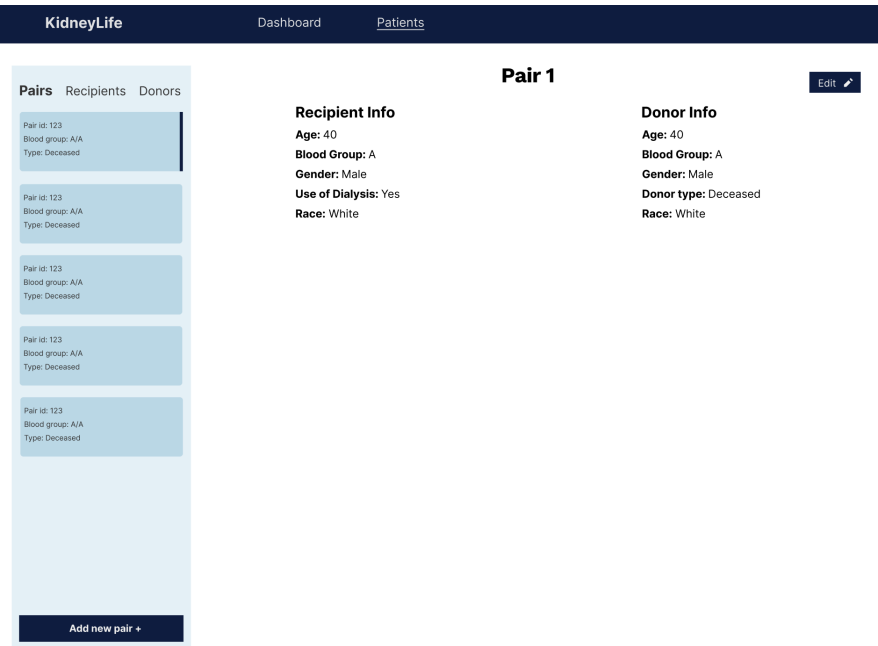 KidneyLife
Dashboard
Patients
Pairs Recipients Donors
Pair id: 123
Blood group: A/A
Type: Deceased
Pair id: 123
Blood group: A/A
Type: Deceased
Pair id: 123
Blood group: A/A
Type: Deceased
Pair id: 123
Blood group: A/A
Type: Deceased
Pair id: 123
Blood group: A/A
Type: Deceased
Add new pair +
Pair 1
Edit
Recipient Info
Age: 40
Blood Group: A
Gender: Male
Use of Dialysis: Yes
Race: White
Donor Info
Age: 40
Blood Group: A
Gender: Male
Donor type: Deceased
Race: White